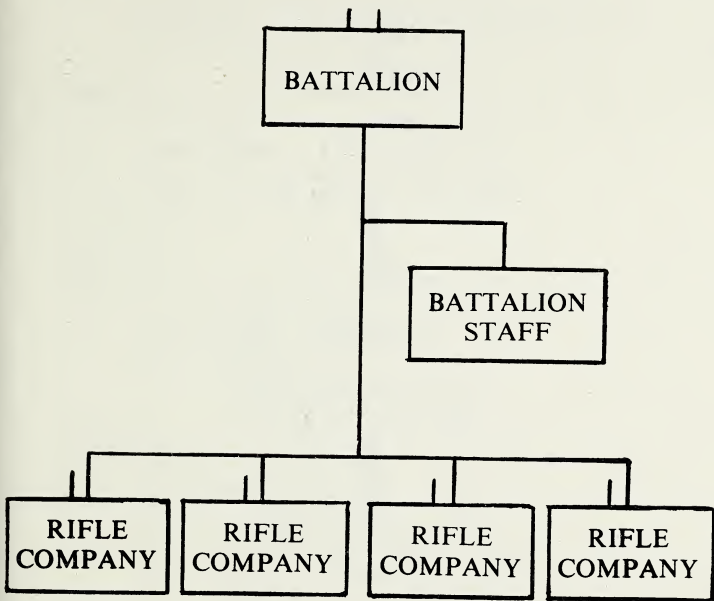 BATTALION
BATTALION
STAFF
RIFLE
COMPANY
RIFLE
COMPANY
RIFLE
COMPANY
RIFLE
COMPANY